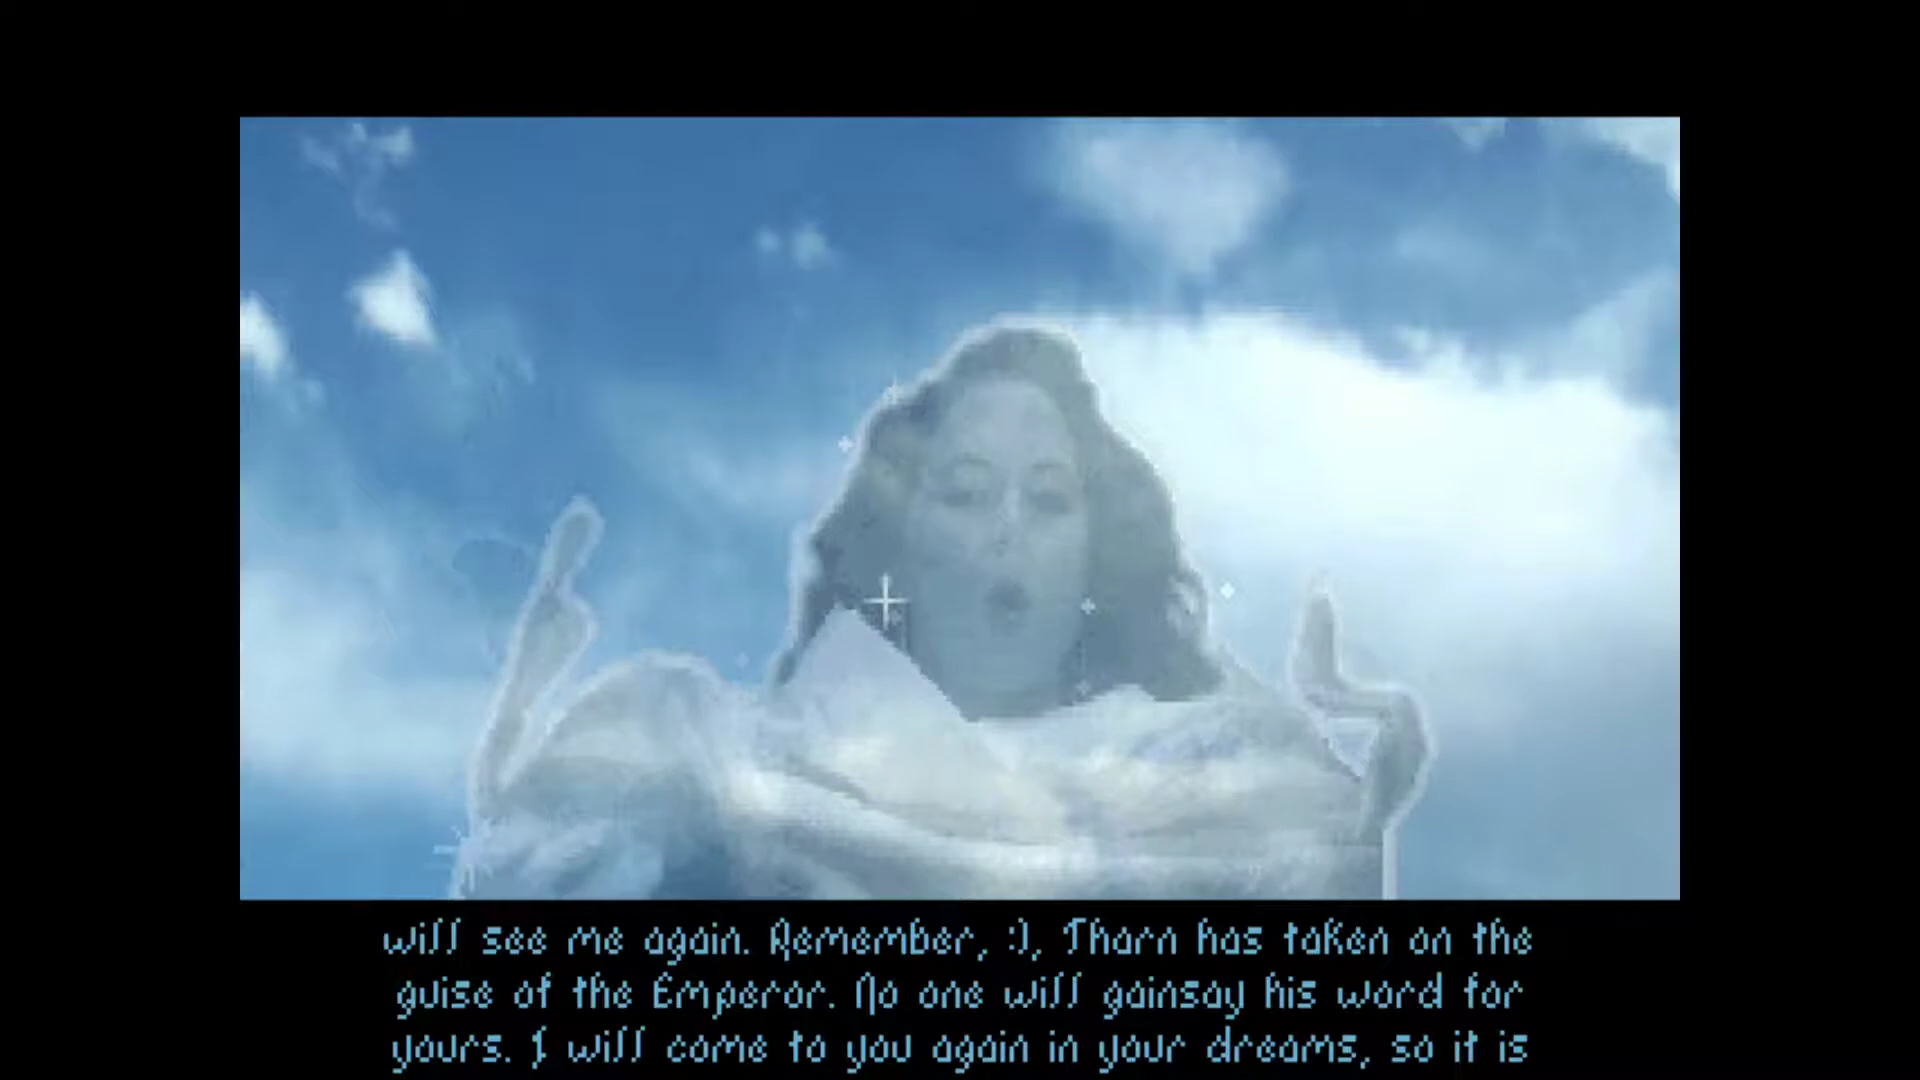 will see me again. Remember, :), Tharn has taken on the
guise of the Emperor. No one will gainsay his word for
yours. I will come to you again in your dreams, so it is